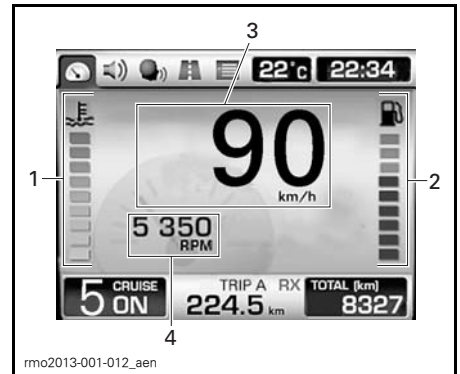 3
22°c 22:34
1
90
km/h
2
5 350
RPM
5 CRUISE ON
TRIP A RX
224.5 km
TOTAL (km)
8327
4
rmo2013-001-012_aen